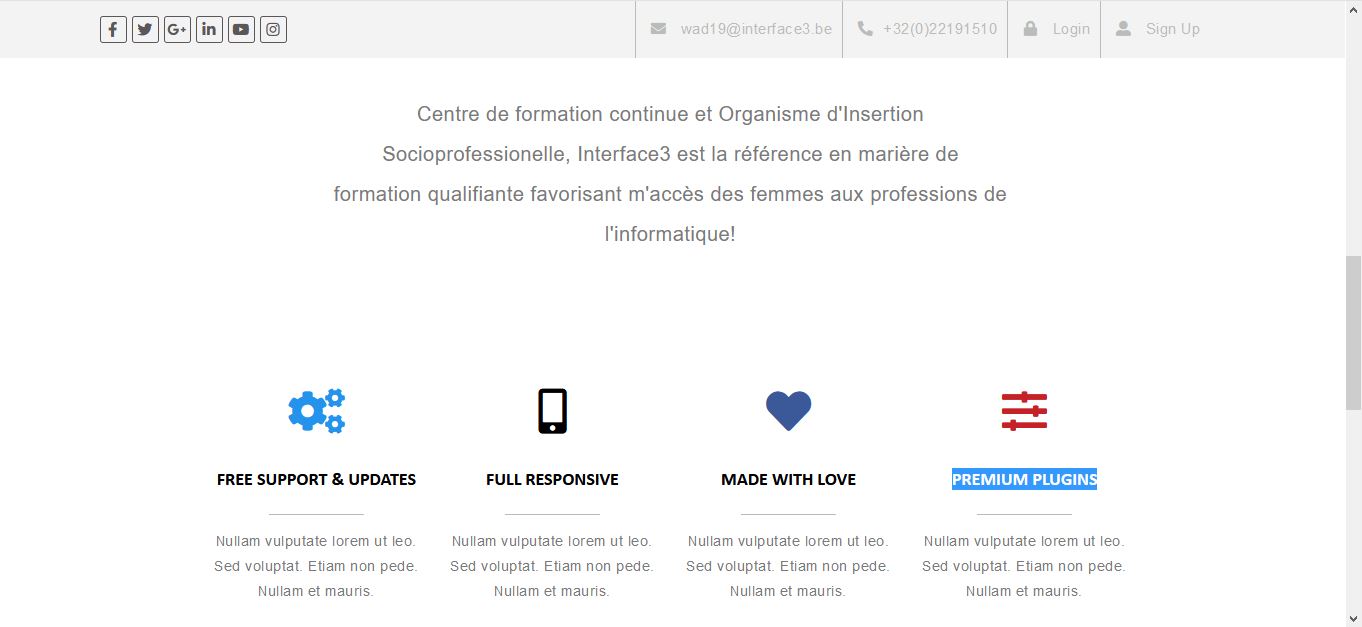 wad19@interface3.be +32(0)22191510 Login Sign Up
Centre de formation continue et Organisme d'Insertion
Socioprofessionelle, Interface3 est la référence en marière de
formation qualifiante favorisant m'accès des femmes aux professions de
l'informatique!
FREE SUPPORT & UPDATES
Nullam vulputate lorem ut leo.
Sed voluptat. Etiam non pede.
Nullam et mauris.
FULL RESPONSIVE
Nullam vulputate lorem ut leo.
Sed voluptat. Etiam non pede.
Nullam et mauris.
MADE WITH LOVE
Nullam vulputate lorem ut leo.
Sed voluptat. Etiam non pede.
Nullam et mauris.
PREMIUM PLUGINS
Nullam vulputate lorem ut leo.
Sed voluptat. Etiam non pede.
Nullam et mauris.